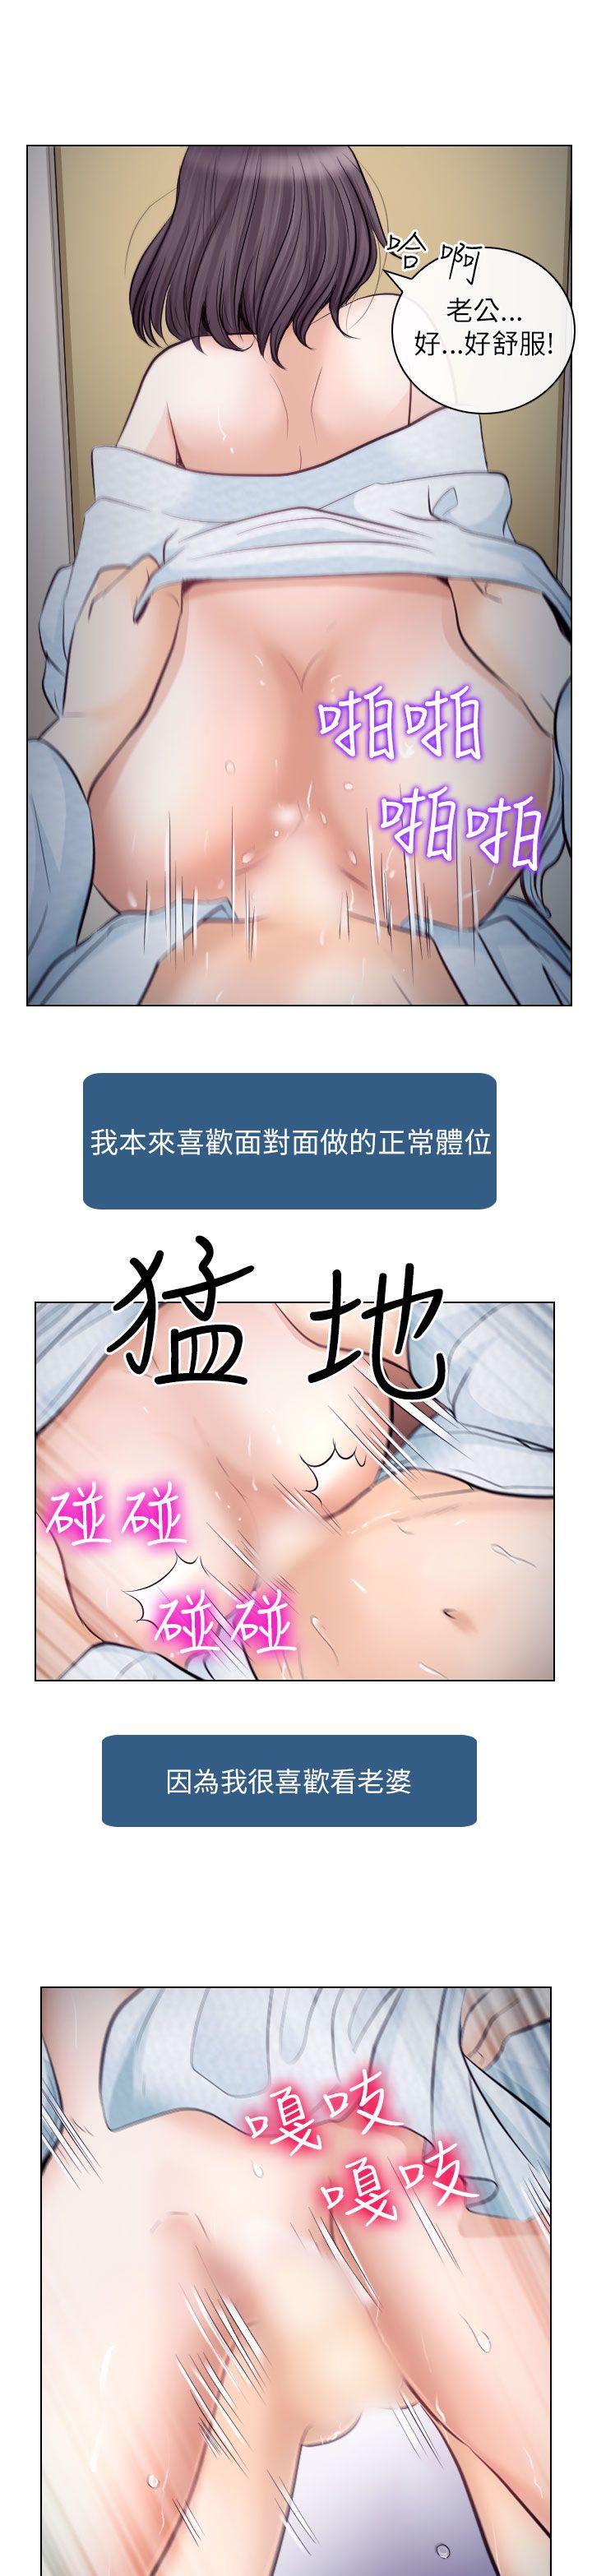 哈啊
老公...
好...好舒服!
啪啪
啪啪
我本來喜歡面對面做的正常體位
猛地
碰碰
碰碰
因為我很喜歡看老婆
嘎吱
嘎吱